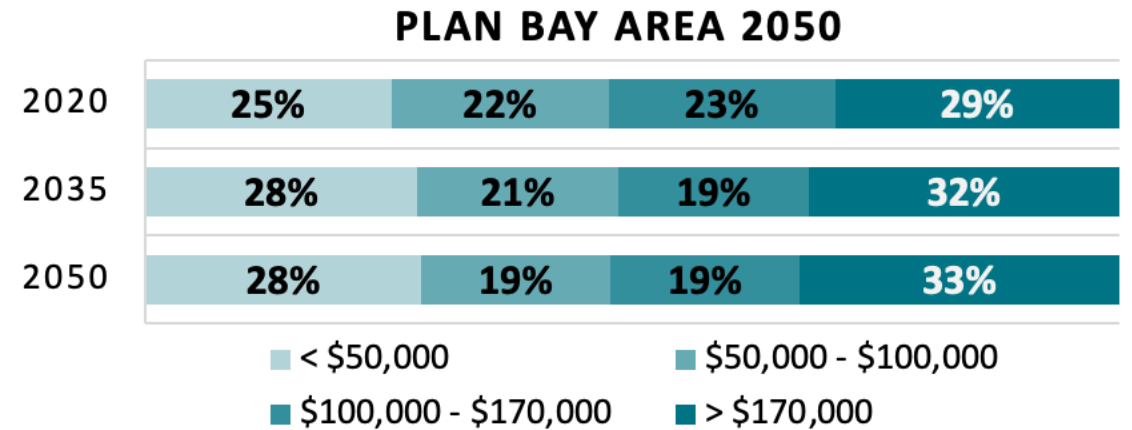 PLAN BAY AREA 2050
2020 25% 22% 23% 29%
2035 28% 21% 19% 32%
2050 28% 19% 19% 33%
< $50,000 $50,000 - $100,000
$100,000 - $170,000 > $170,000